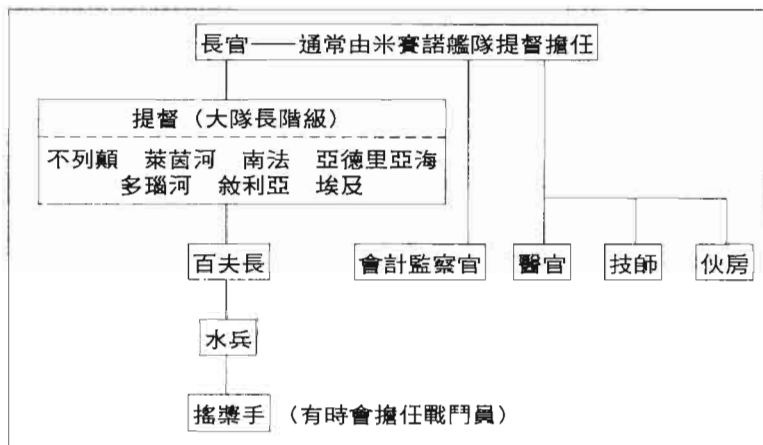 長官——通常由米賽諾艦隊提督擔任
提督（大隊長階級）
不列顛　萊茵河　南法　亞德里亞海
多瑙河　敘利亞　埃及
百夫長　會計監察官　醫官　技師　伙房
水兵
搖槳手（有時會擔任戰鬥員）